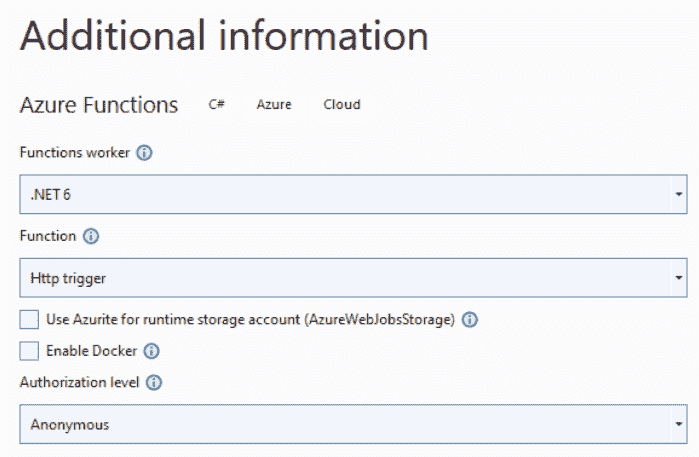 Additional information
Azure Functions C# Azure Cloud
Functions worker
.NET 6
Function
Http trigger
Use Azurite for runtime storage account (AzureWebJobsStorage)
Enable Docker
Authorization level
Anonymous